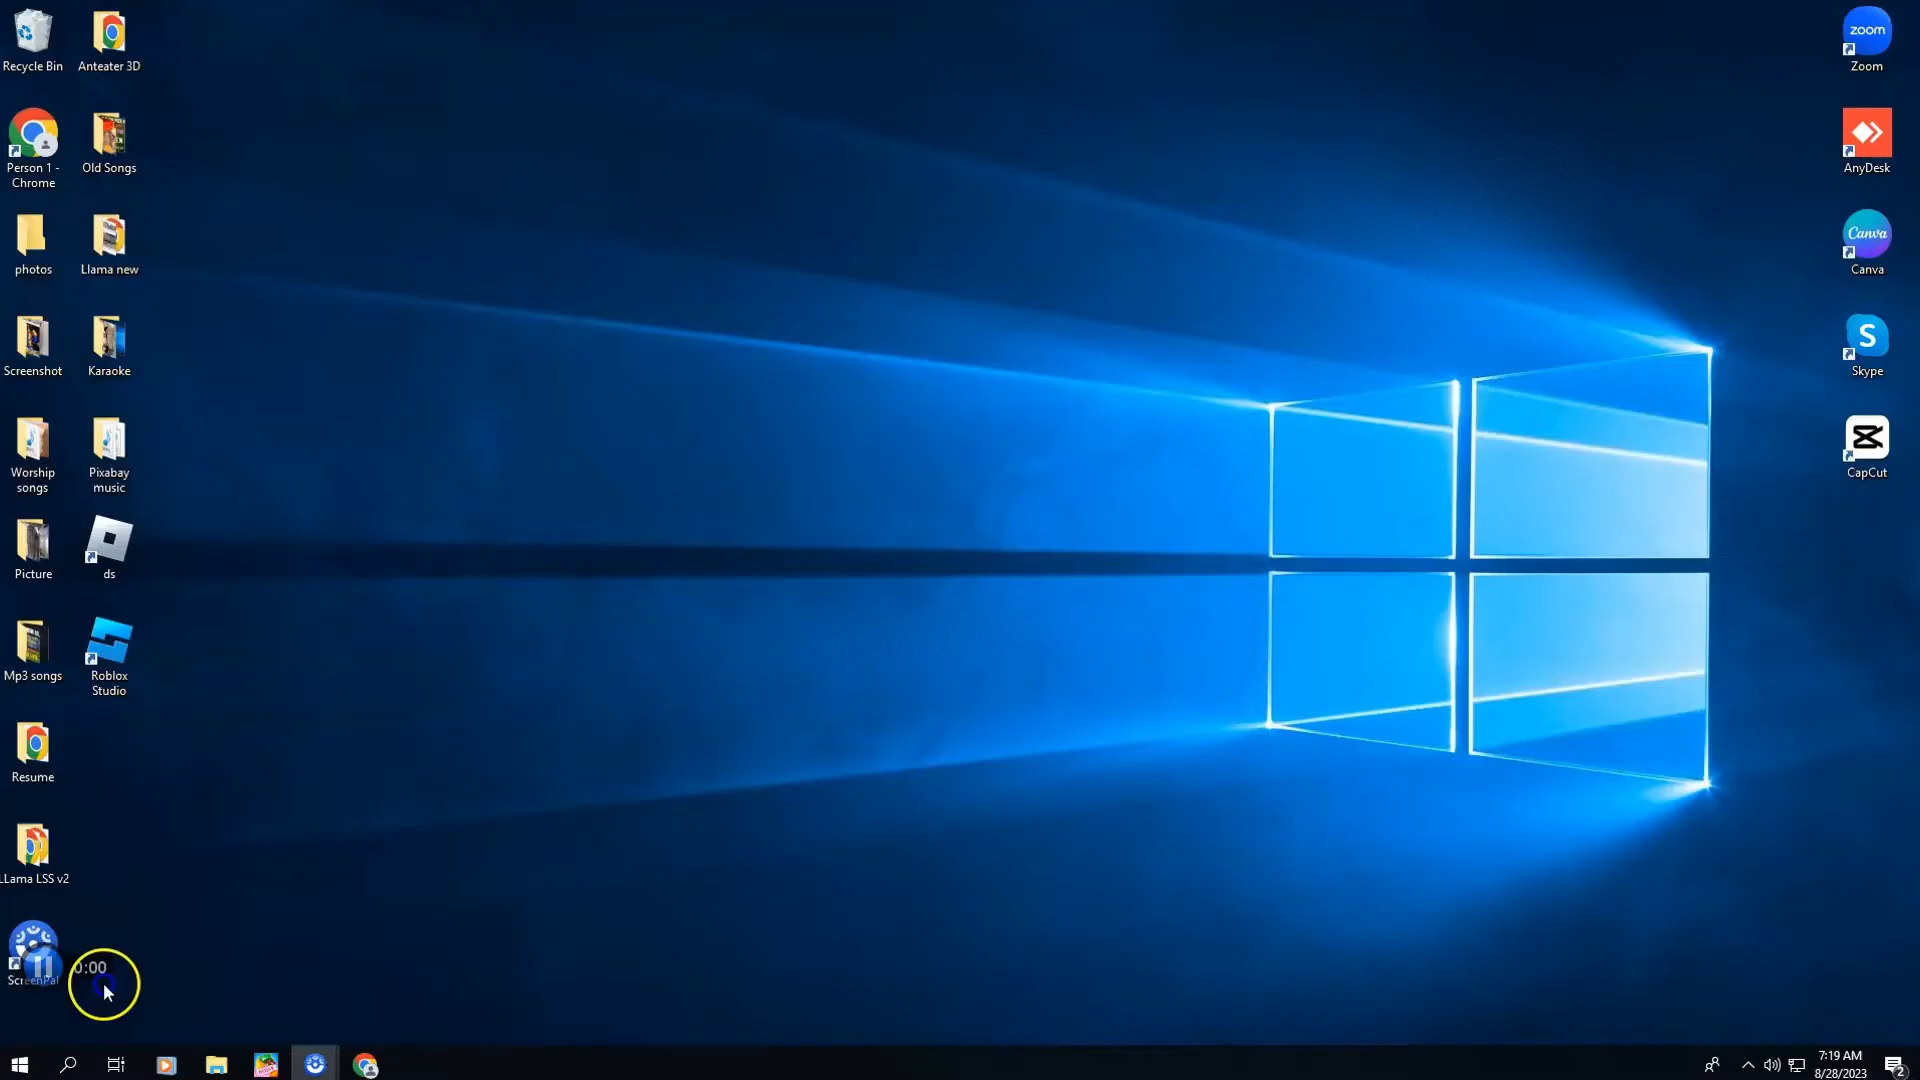 Recycle Bin
Anteater 3D
Person 1 -
Chrome
Old Songs
photos
Llama new
Screenshot
Karaoke
Worship
songs
Pixabay
music
Picture
ds
Mp3 songs
Roblox
Studio
Resume
LLama LSS v2
ScreenPal
0:00
zoom
Zoom
AnyDesk
Canva
Canva
S
Skype
CapCut
7:19 AM
8/28/2023
2